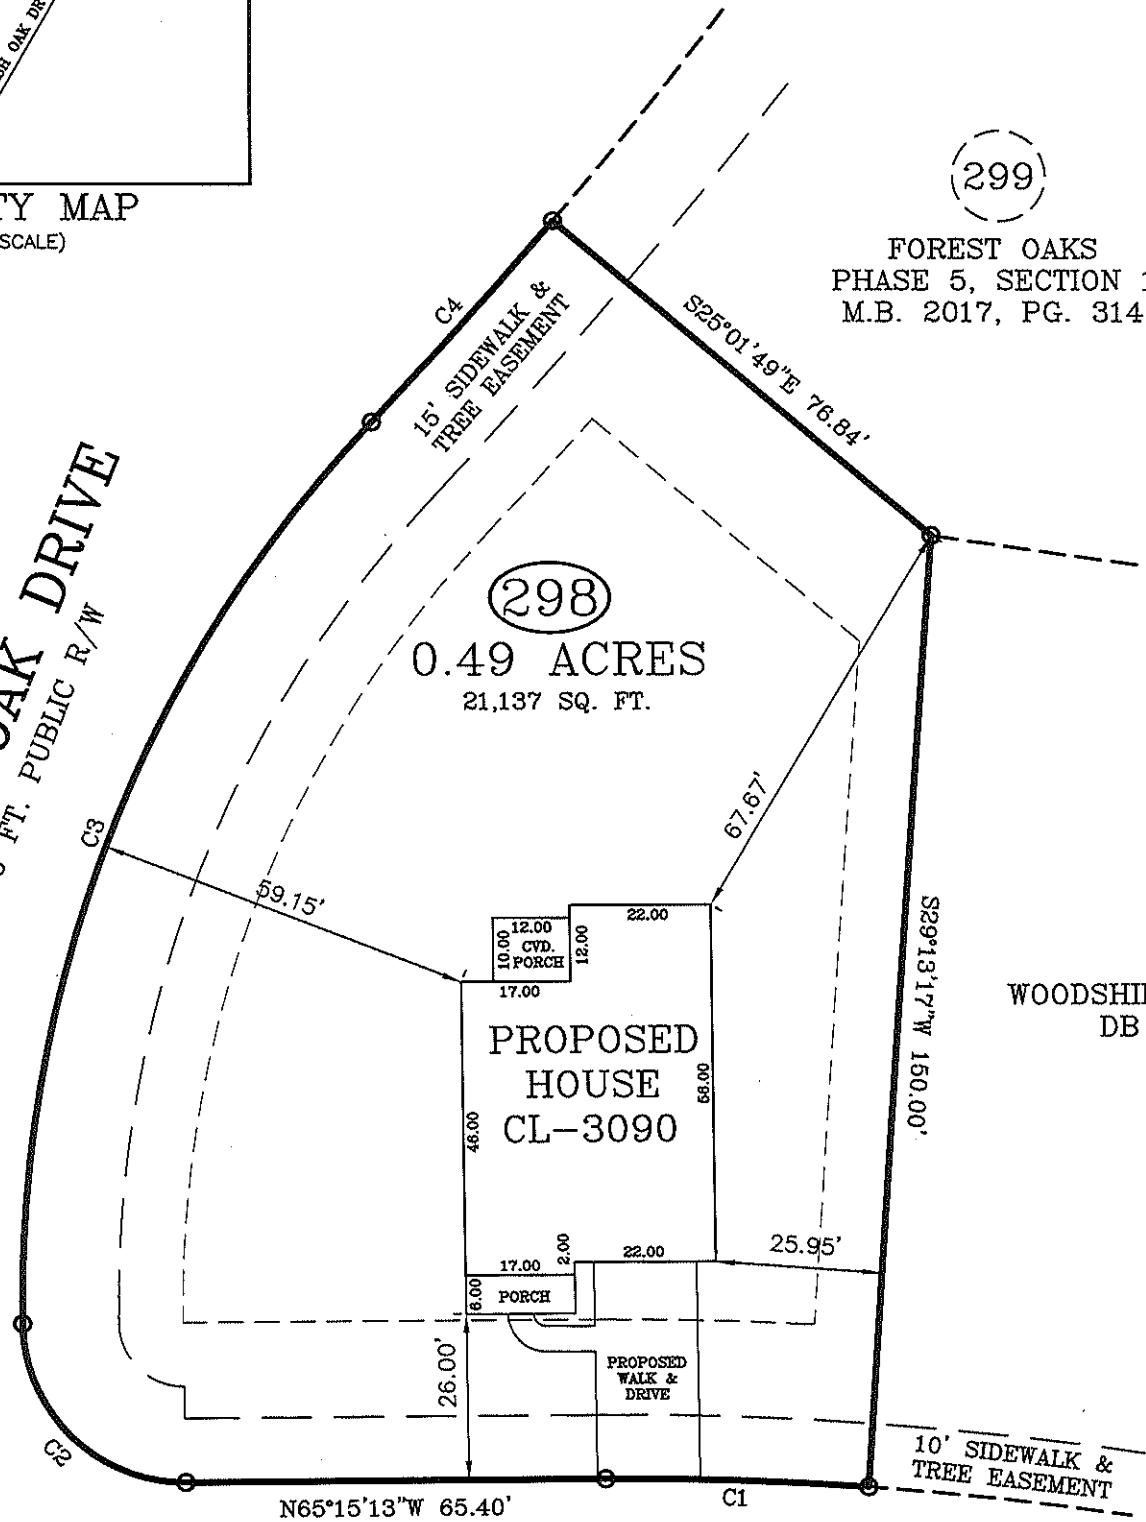 OAK DR
TY MAP
SCALE)
299
FOREST OAKS
PHASE 5, SECTION 1
M.B. 2017, PG. 314
C4
15' SIDEWALK &
TREE EASEMENT
S25°01'49"E 76.84'
OAK DRIVE
FT. PUBLIC R/W
298
0.49 ACRES
21,137 SQ. FT.
67.67'
C3
59.15'
22.00
12.00
10.00
CVD.
PORCH
12.00
17.00
S29°13'17"W 150.00'
PROPOSED
HOUSE
CL-3090
46.00
58.00
2.00
22.00
25.95'
17.00
6.00
PORCH
26.00'
PROPOSED
WALK &
DRIVE
C2
N65°15'13"W 65.40'
C1
10' SIDEWALK &
TREE EASEMENT
DB